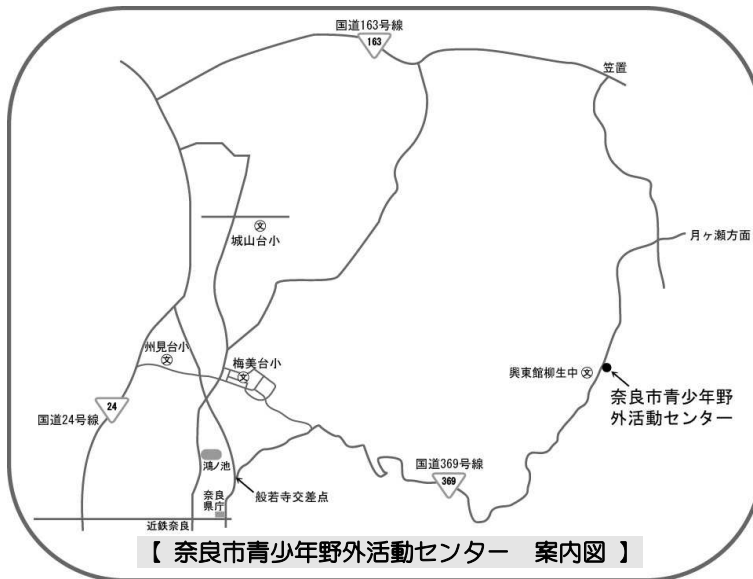 国道163号線
163
笠置
月ヶ瀬方面
文
城山台小
州見台小
文
梅美台小
文
興東館柳生中 文
奈良市青少年野
外活動センター
24
国道24号線
鴻ノ池
国道369号線
369
般若寺交差点
奈良
県庁
近鉄奈良
【 奈良市青少年野外活動センター　案内図 】